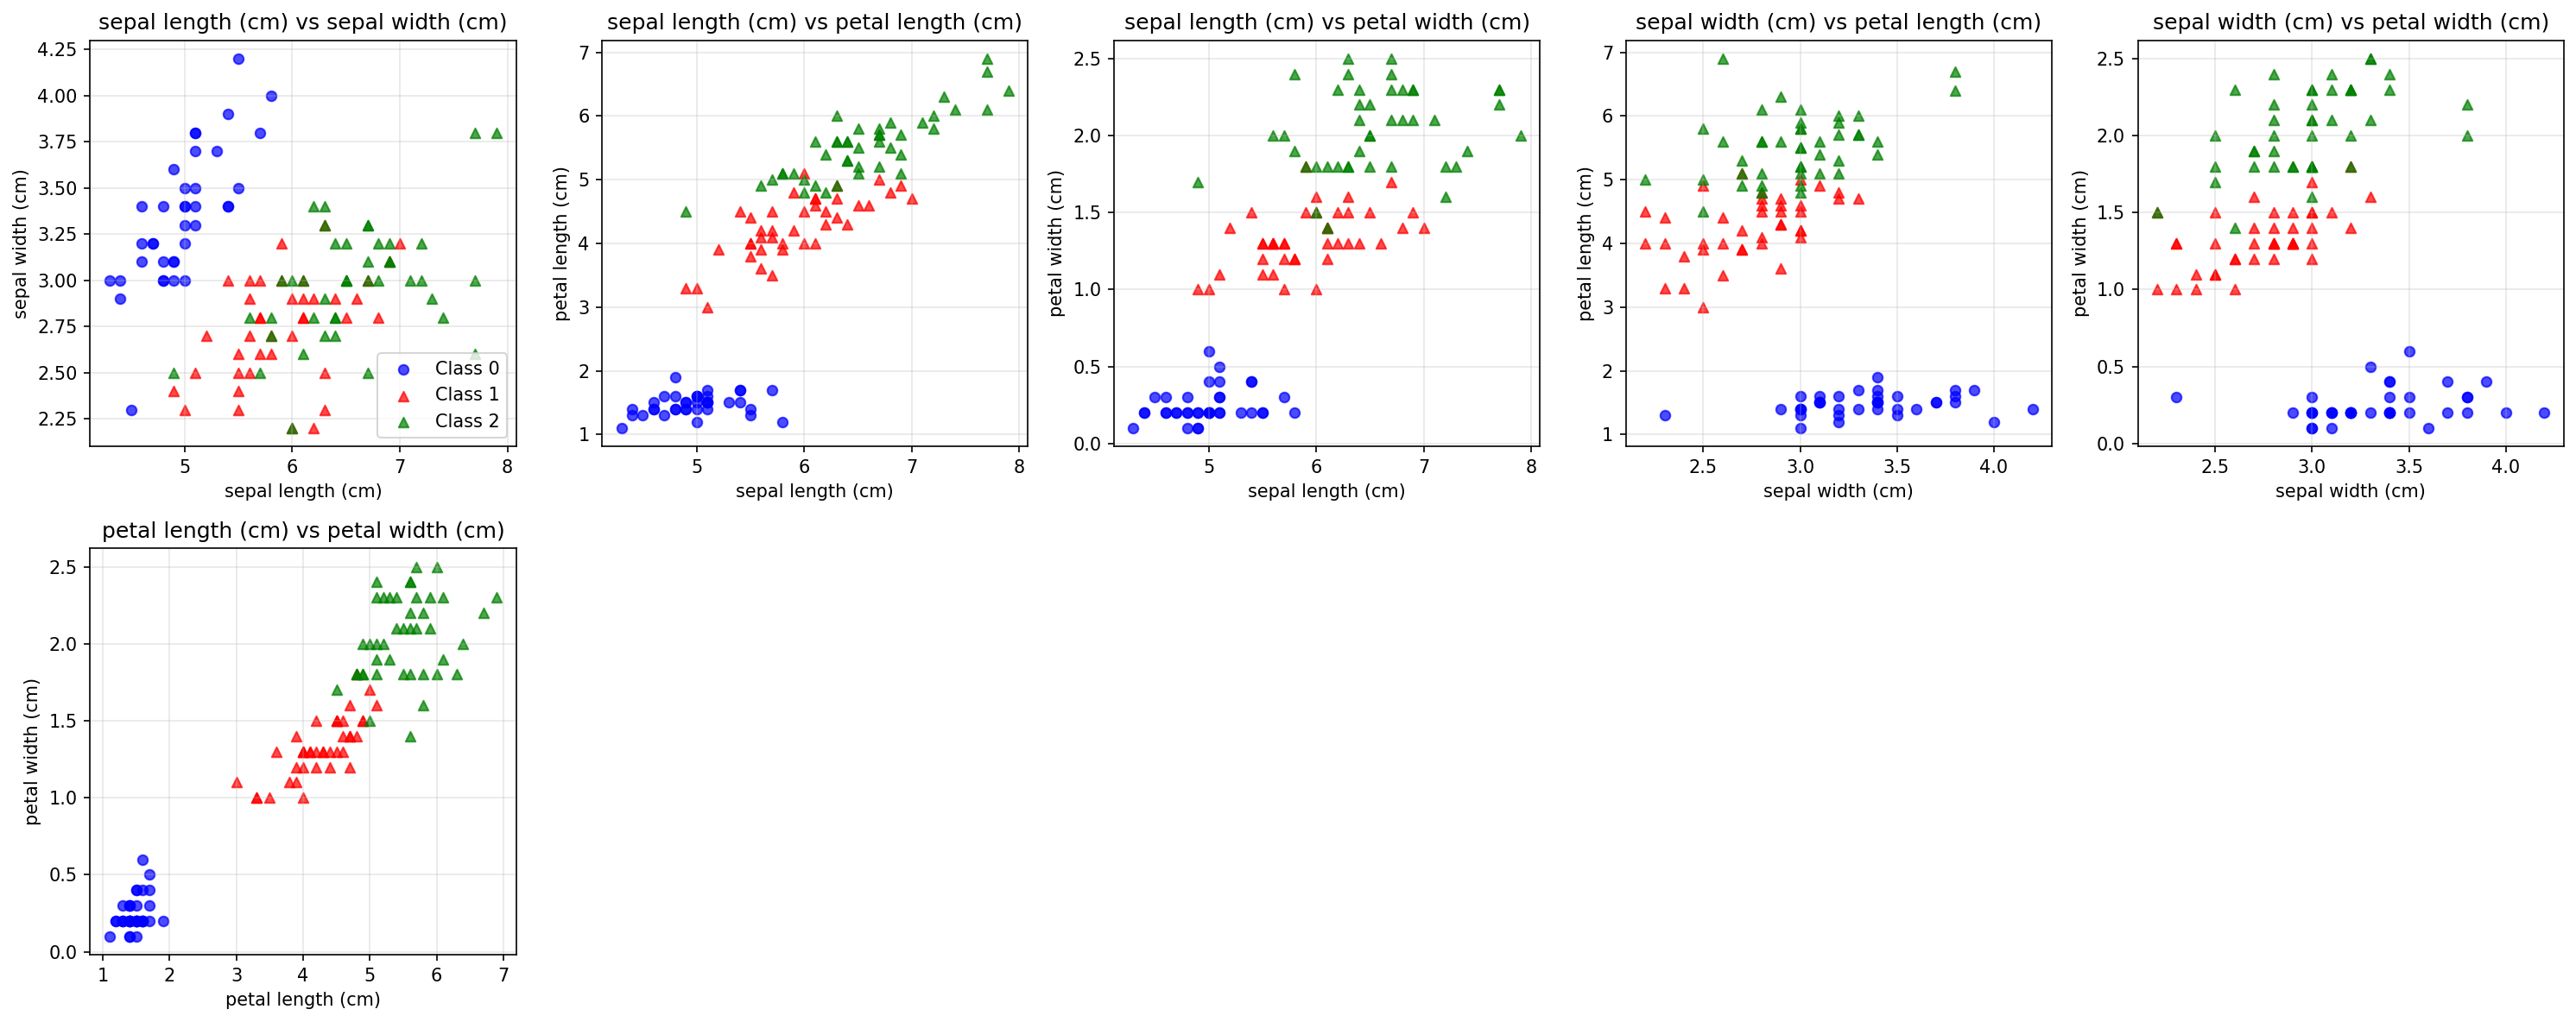 sepal length (cm) vs sepal width (cm)
4.25
4.00
3.75
3.50
3.25
3.00
2.75
2.50
2.25
sepal width (cm)
Class 0
Class 1
Class 2
5 6 7 8
sepal length (cm)
sepal length (cm) vs petal length (cm)
7
6
5
4
3
2
1
petal length (cm)
5 6 7 8
sepal length (cm)
sepal length (cm) vs petal width (cm)
2.5
2.0
1.5
1.0
0.5
0.0
petal width (cm)
5 6 7 8
sepal length (cm)
sepal width (cm) vs petal length (cm)
7
6
5
4
3
2
1
petal length (cm)
2.5 3.0 3.5 4.0
sepal width (cm)
sepal width (cm) vs petal width (cm)
2.5
2.0
1.5
1.0
0.5
0.0
petal width (cm)
2.5 3.0 3.5 4.0
sepal width (cm)
petal length (cm) vs petal width (cm)
2.5
2.0
1.5
1.0
0.5
0.0
petal width (cm)
1 2 3 4 5 6 7
petal length (cm)